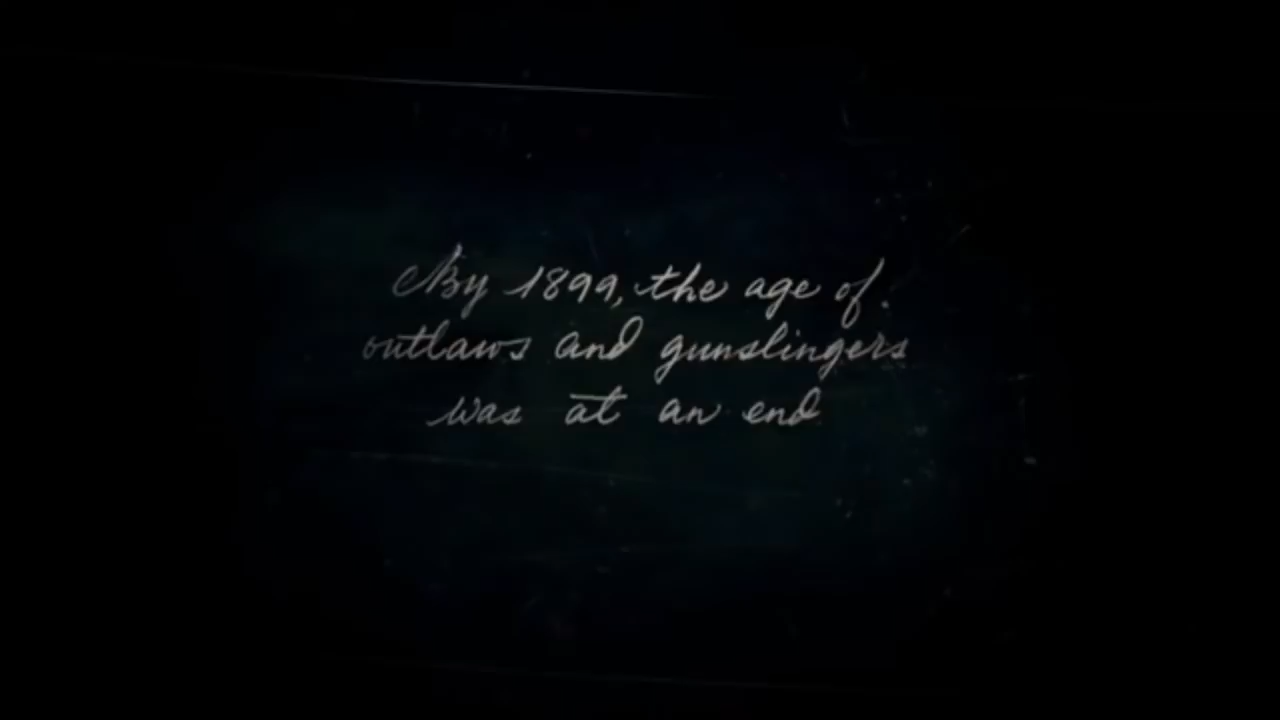 By 1899, the age of
outlaws and gunslingers
was at an end